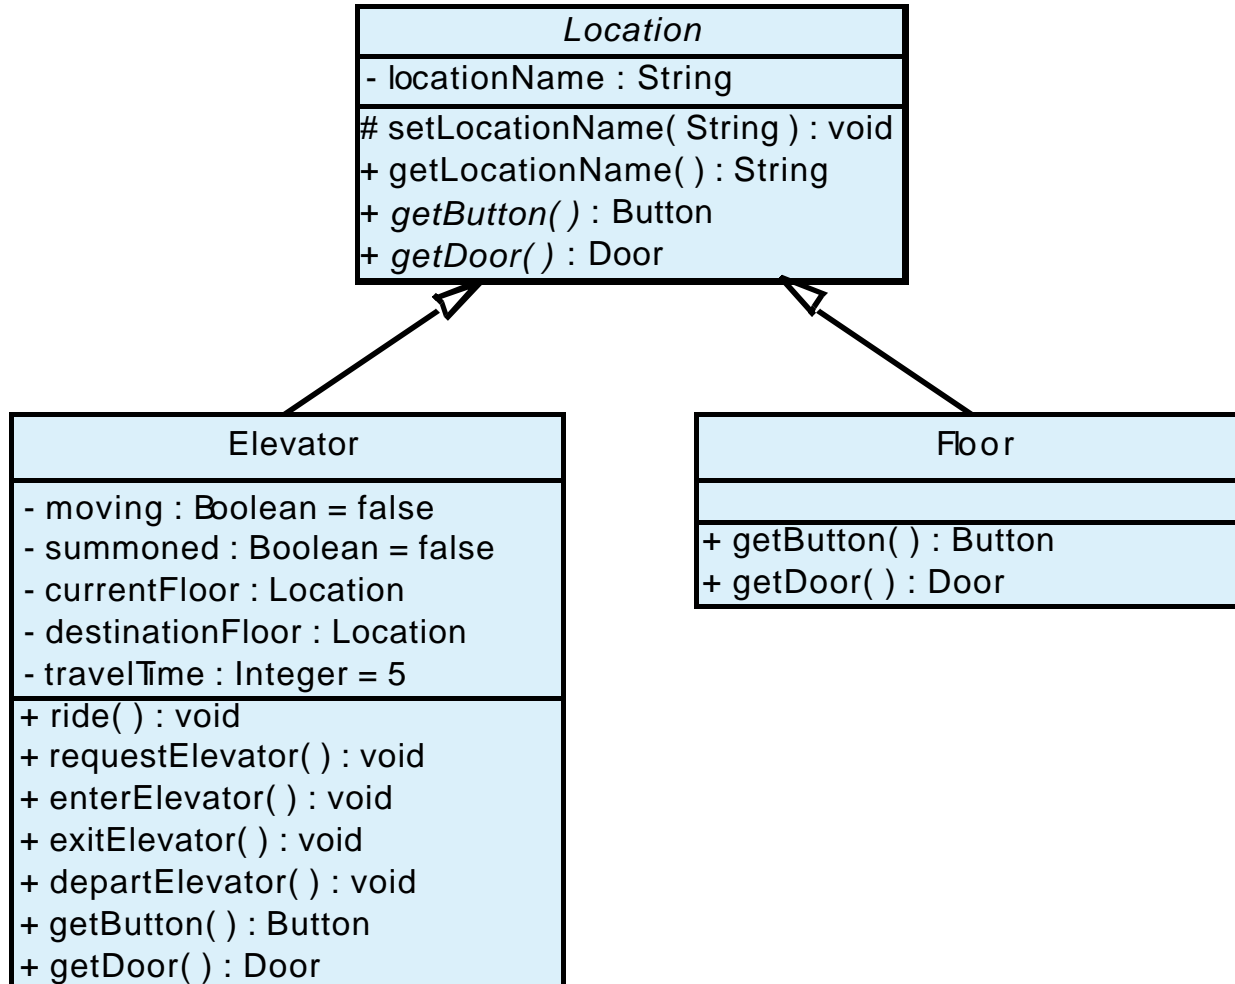 Location
- locationName : String
# setLocationName( String ) : void
+ getLocationName( ) : String
+ getButton( ) : Button
+ getDoor( ) : Door
Elevator
- moving : Boolean = false
- summoned : Boolean = false
- currentFloor : Location
- destinationFloor : Location
- travelTime : Integer = 5
+ ride( ) : void
+ requestElevator( ) : void
+ enterElevator( ) : void
+ exitElevator( ) : void
+ departElevator( ) : void
+ getButton( ) : Button
+ getDoor( ) : Door
Floor
+ getButton( ) : Button
+ getDoor( ) : Door